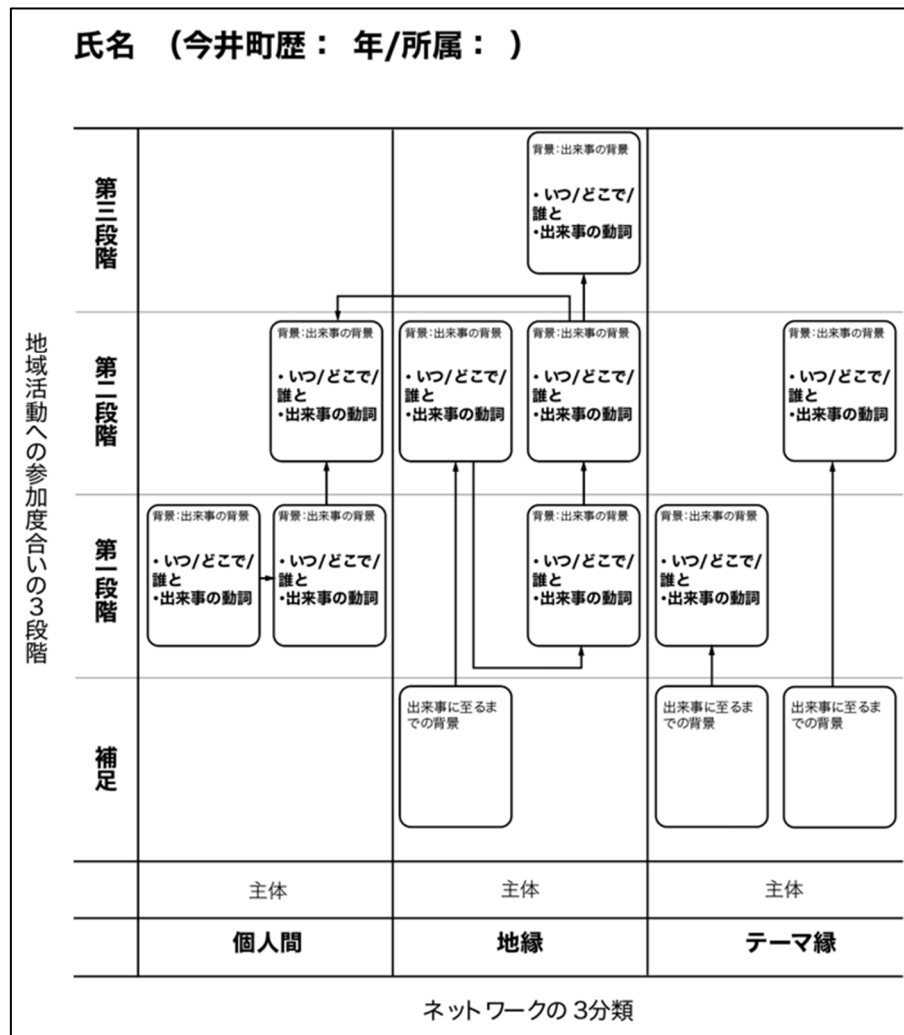 氏名 （今井町歴： 年/所属： ）
地域活動への参加度合いの3段階
第三段階
背景：出来事の背景
・いつ/どこで/
誰と
・出来事の動詞
第二段階
背景：出来事の背景
・いつ/どこで/
誰と
・出来事の動詞
背景：出来事の背景
・いつ/どこで/
誰と
・出来事の動詞
背景：出来事の背景
・いつ/どこで/
誰と
・出来事の動詞
背景：出来事の背景
・いつ/どこで/
誰と
・出来事の動詞
第一段階
背景：出来事の背景
・いつ/どこで/
誰と
・出来事の動詞
背景：出来事の背景
・いつ/どこで/
誰と
・出来事の動詞
背景：出来事の背景
・いつ/どこで/
誰と
・出来事の動詞
背景：出来事の背景
・いつ/どこで/
誰と
・出来事の動詞
補足
出来事に至るま
での背景
出来事に至るま
での背景
出来事に至るま
での背景
主体
主体
主体
個人間
地縁
テーマ縁
ネットワークの3分類